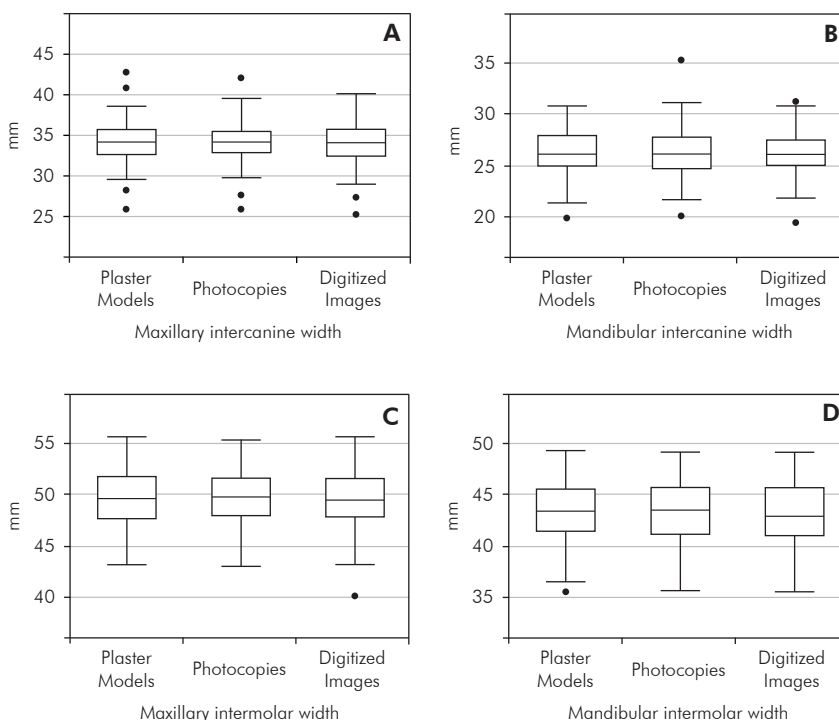 A
45
40
35
30
25
mm
Plaster
Models
Photocopies
Digitized
Images
Maxillary intercanine width
B
35
30
25
20
mm
Plaster
Models
Photocopies
Digitized
Images
Mandibular intercanine width
C
55
50
45
40
mm
Plaster
Models
Photocopies
Digitized
Images
Maxillary intermolar width
D
50
45
40
35
mm
Plaster
Models
Photocopies
Digitized
Images
Mandibular intermolar width